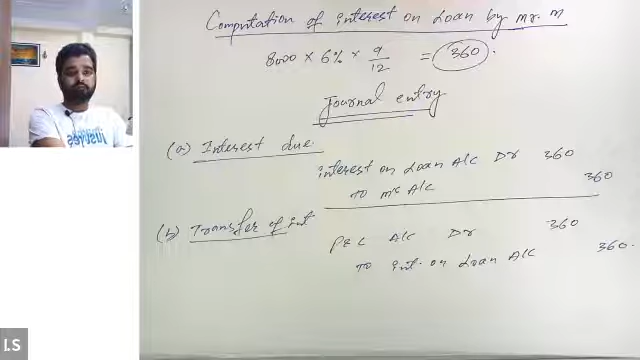 Computation of interest on Loan by Mr. M
8000 × 6% × 9/12 = 360.
Journal entry
(a) Interest due
interest on Loan A/C Dr 360
To m's A/C 360
(b) Transfer of int
P&L A/C Dr 360
To int. on Loan A/C 360.
LS